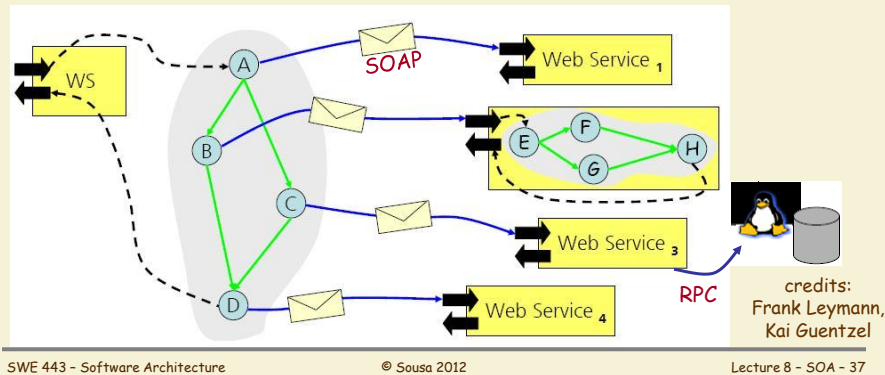 WS
A
SOAP
Web Service 1
B
E
F
G
H
C
Web Service 3
RPC
D
Web Service 4
credits:
Frank Leymann,
Kai Guentzel
SWE 443 – Software Architecture
© Sousa 2012
Lecture 8 – SOA – 37